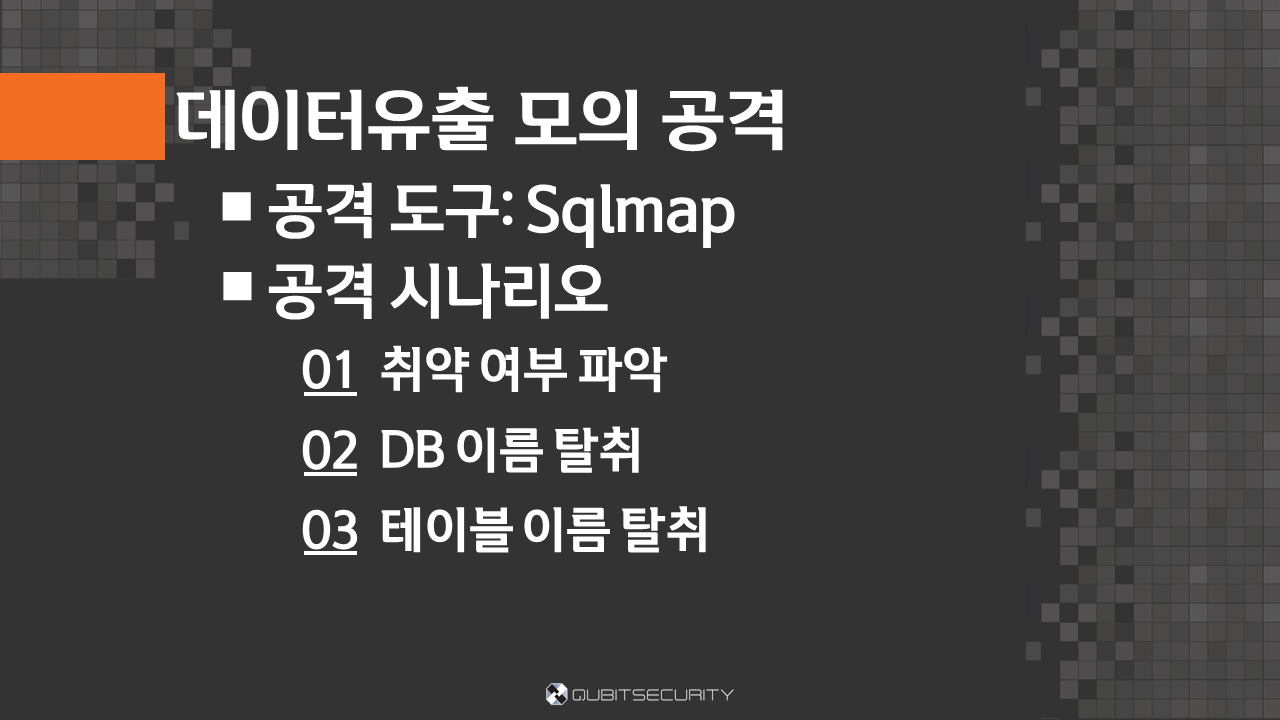 데이터유출 모의 공격
■ 공격 도구: Sqlmap
■ 공격 시나리오
01 취약 여부 파악
02 DB 이름 탈취
03 테이블 이름 탈취
QUBITSECURITY